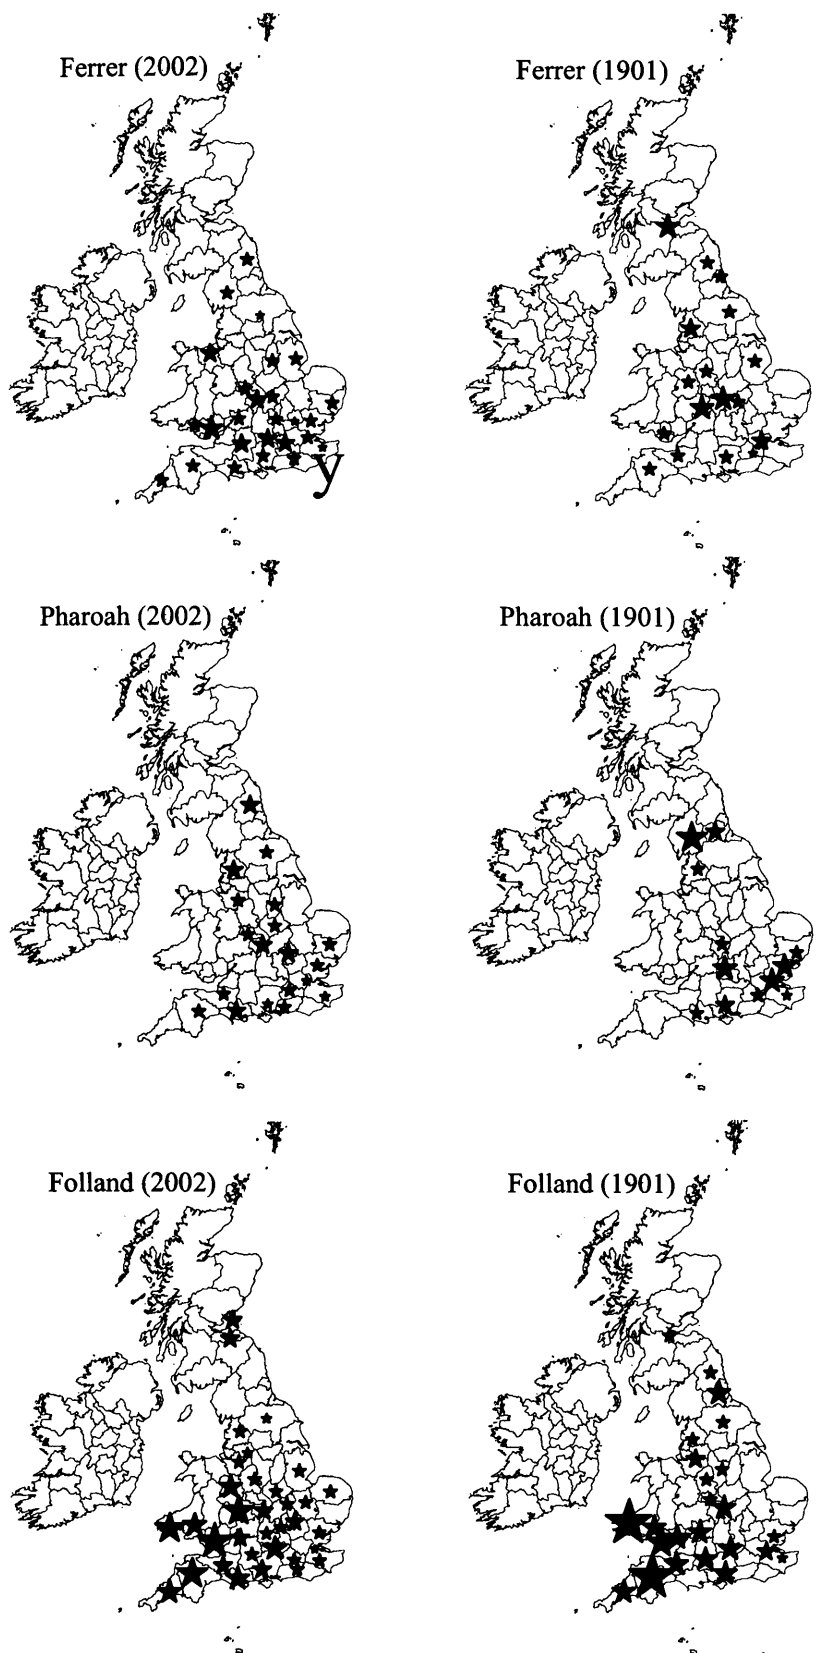 Ferrer (2002)
Ferrer (1901)
y
Pharoah (2002)
Pharoah (1901)
Folland (2002)
Folland (1901)